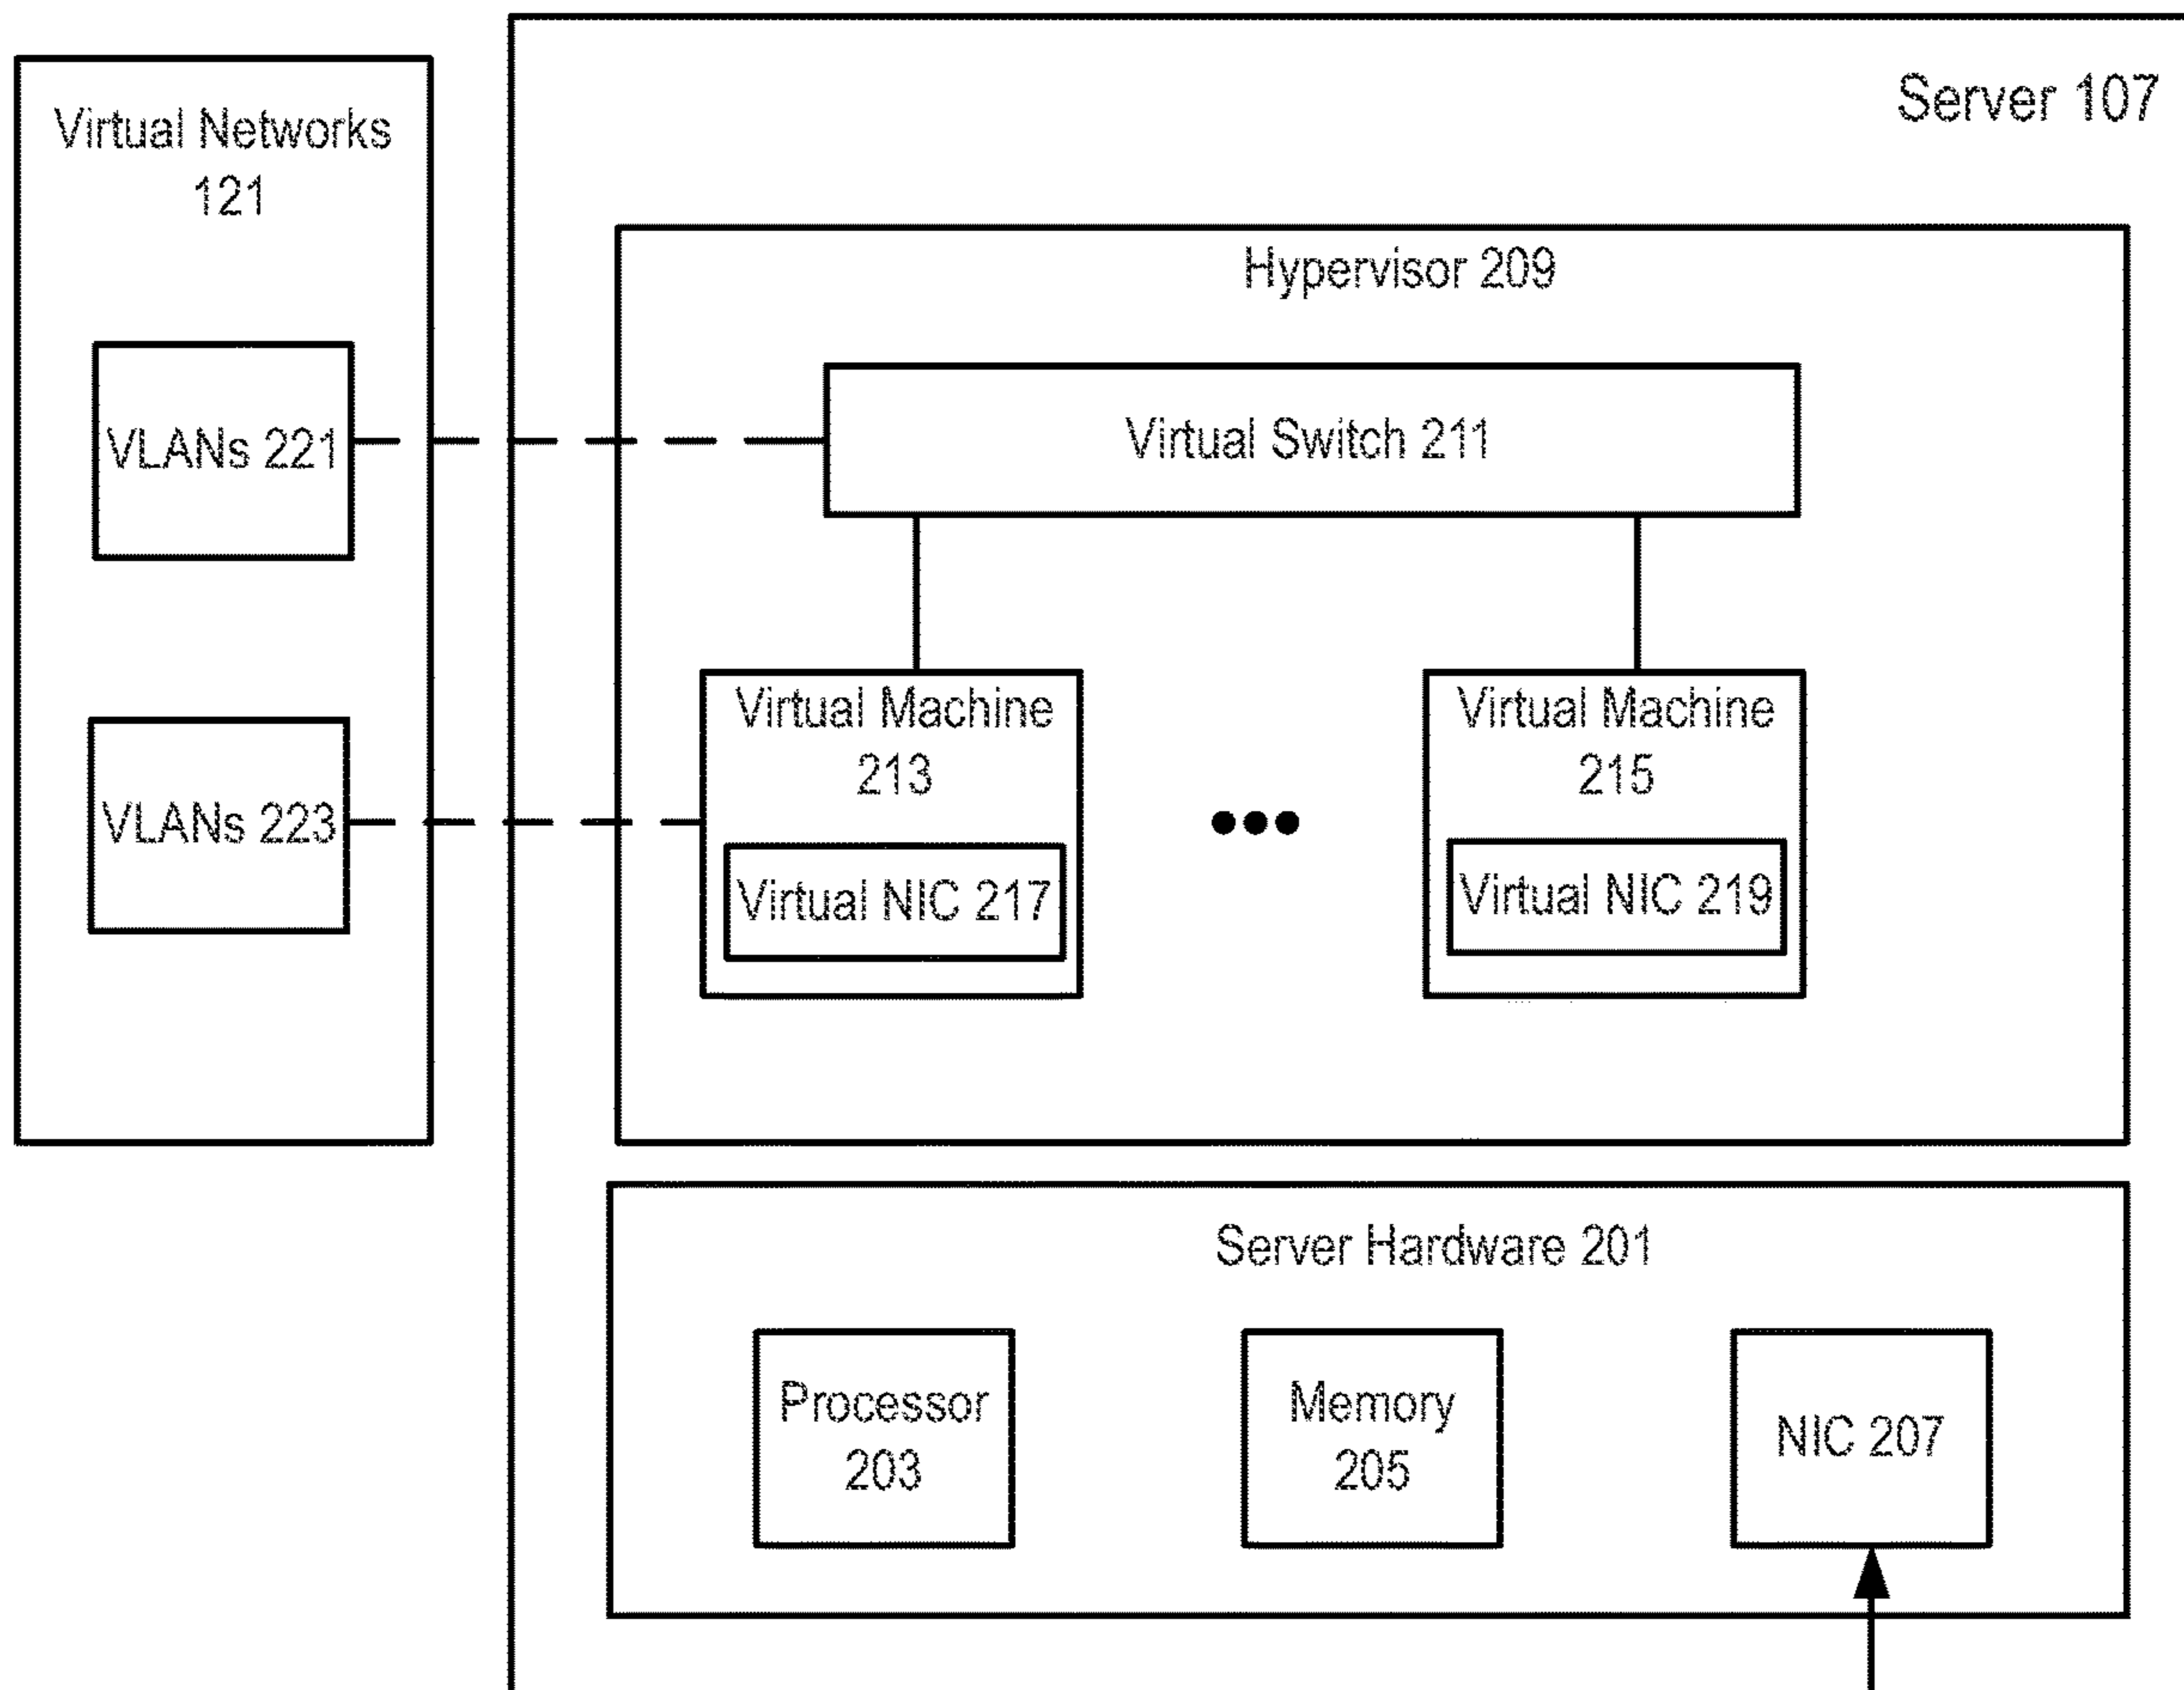 Server 107
Virtual Networks
121
Hypervisor 209
VLANs 221
Virtual Switch 211
Virtual Machine
213
Virtual Machine
215
VLANs 223
Virtual NIC 217
Virtual NIC 219
Server Hardware 201
Processor
203
Memory
205
NIC 207